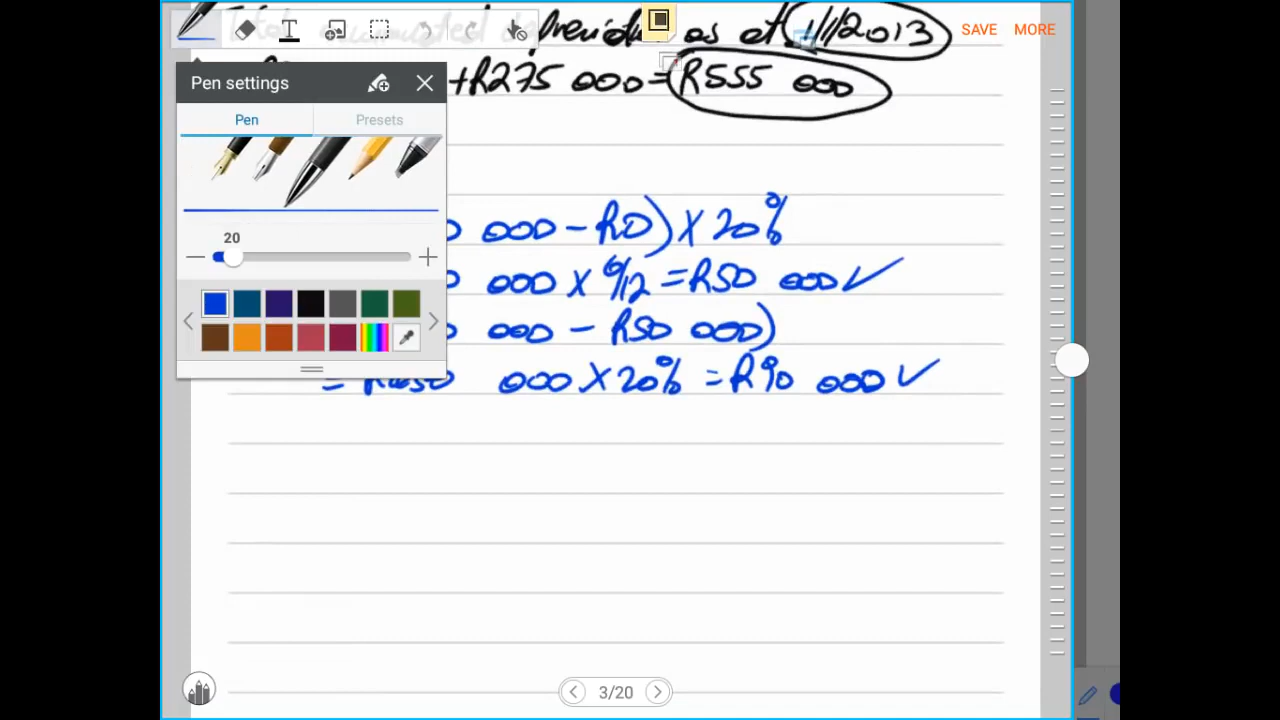 as at 1/1/2013
SAVE MORE
Pen settings
+R275 000 = R555 000
Pen Presets
000 - R0) X 20%
20
000 X 6/12 = R50 000 ✓
000 - R50 000)
000 X 20% = R90 000 ✓
3/20